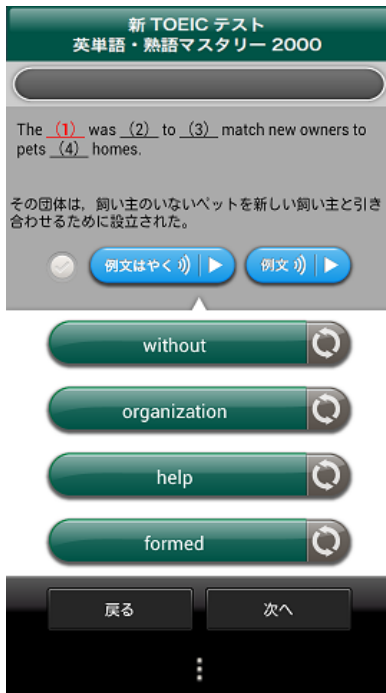 新 TOEIC テスト
英単語・熟語マスタリー 2000
The （1） was （2） to （3） match new owners to
pets （4） homes.
その団体は，飼い主のいないペットを新しい飼い主と引き
合わせるために設立された。
例文はやく 例文
without
organization
help
formed
戻る 次へ